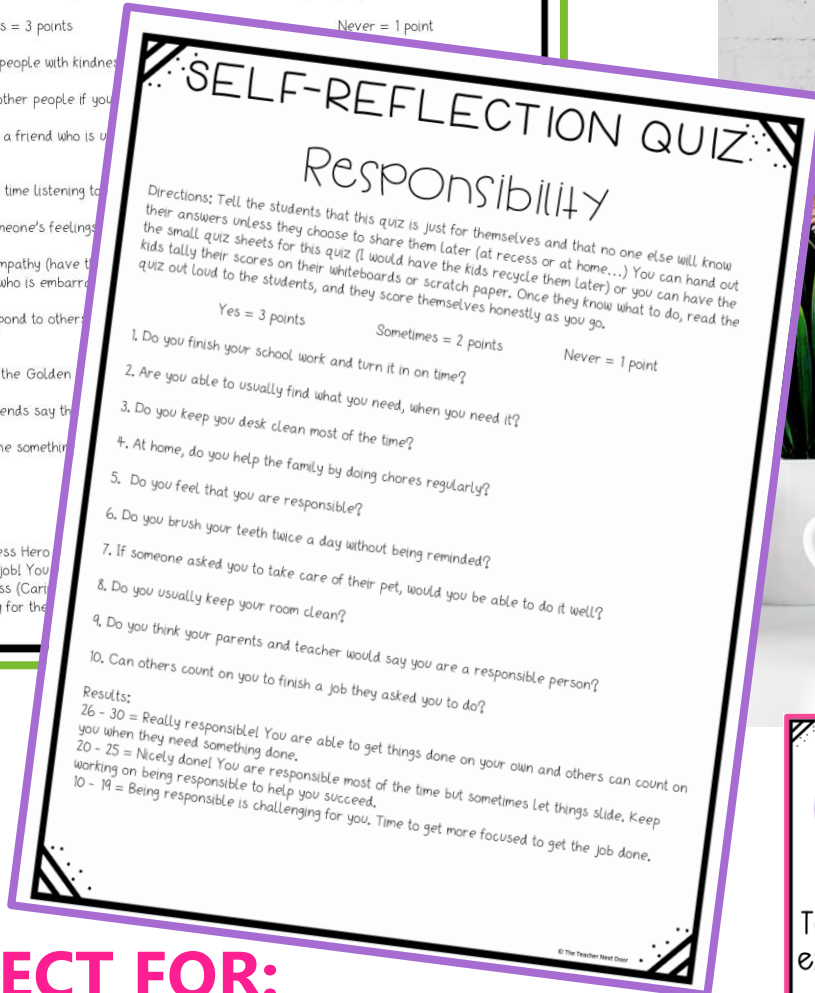 s = 3 points
Never = 1 point
people with
other people if you
a friend who is
time listening to
feelings
who is
to other
the Golden
say
for the
SELF-REFLECTION QUIZ
Responsibility
Directions: Tell the students that this quiz is just for themselves and that no one else will know
their answers unless they choose to share them later (at recess or at home...) You can hand out
the small quiz sheets for this quiz (I would have the kids recycle them later) or you can have the
kids tally their scores on their whiteboards or scratch paper. Once they know what to do, read the
quiz out loud to the students, and they score themselves honestly as you go.
Yes = 3 points
Sometimes = 2 points
Never = 1 point
1. Do you finish your school work and turn it in on time?
2. Are you able to usually find what you need, when you need it?
3. Do you keep you desk clean most of the time?
4. At home, do you help the family by doing chores regularly?
5. Do you feel that you are responsible?
6. Do you brush your teeth twice a day without being reminded?
7. If someone asked you to take care of their pet, would you be able to do it well?
8. Do you usually keep your room clean?
9. Do you think your parents and teacher would say you are a responsible person?
10. Can others count on you to finish a job they asked you to do?
Results:
26 - 30 = Really responsible! You are able to get things done on your own and others can count on
you when they need something done.
20 - 25 = Nicely done! You are responsible most of the time but sometimes let things slide. Keep
working on being responsible to help you succeed.
10 - 19 = Being responsible is challenging for you. Time to get more focused to get the job done.
© The Teacher Next Door
ECT FOR: